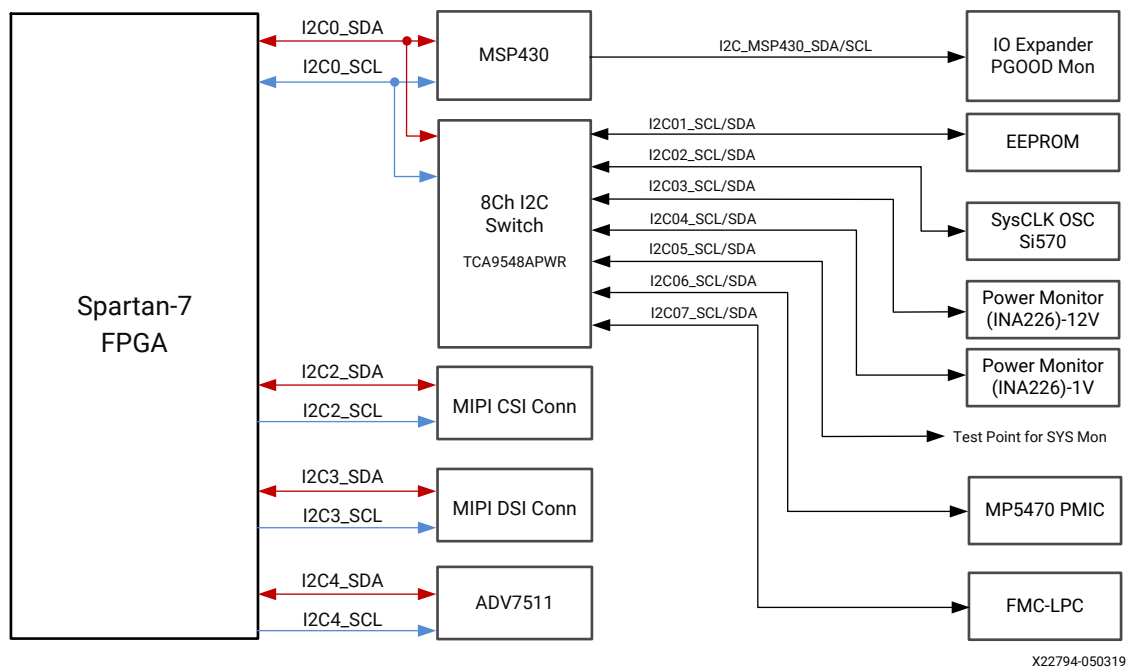 I2C0_SDA
I2C0_SCL
MSP430
I2C_MSP430_SDA/SCL
IO Expander
PGOOD Mon
I2C01_SCL/SDA
EEPROM
I2C02_SCL/SDA
I2C03_SCL/SDA
8Ch I2C
Switch
TCA9548APWR
I2C04_SCL/SDA
SysCLK OSC
Si570
I2C05_SCL/SDA
I2C06_SCL/SDA
I2C07_SCL/SDA
Power Monitor
(INA226)-12V
Spartan-7
FPGA
Power Monitor
(INA226)-1V
I2C2_SDA
I2C2_SCL
MIPI CSI Conn
Test Point for SYS Mon
I2C3_SDA
I2C3_SCL
MIPI DSI Conn
MP5470 PMIC
I2C4_SDA
I2C4_SCL
ADV7511
FMC-LPC
X22794-050319